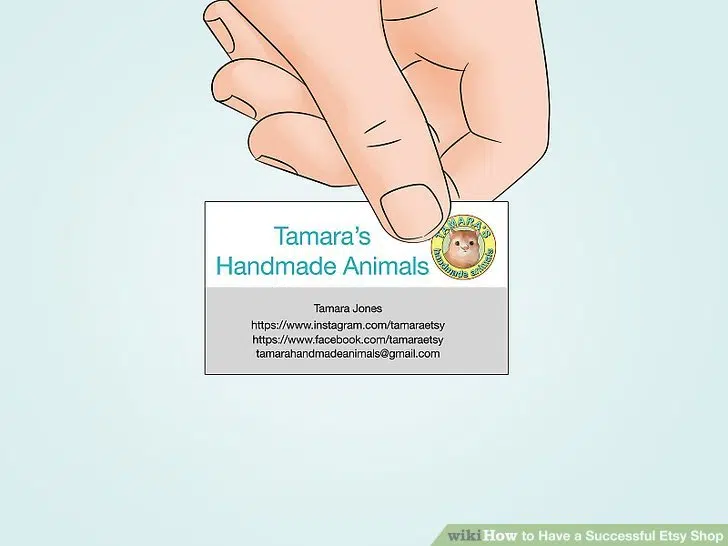 Tamara's
Handmade Animals
TAMARA'S
handmade animals
Tamara Jones
https://www.instagram.com/tamaraetsy
https://www.facebook.com/tamaraetsy
tamarahandmadeanimals@gmail.com
wikiHow to Have a Successful Etsy Shop